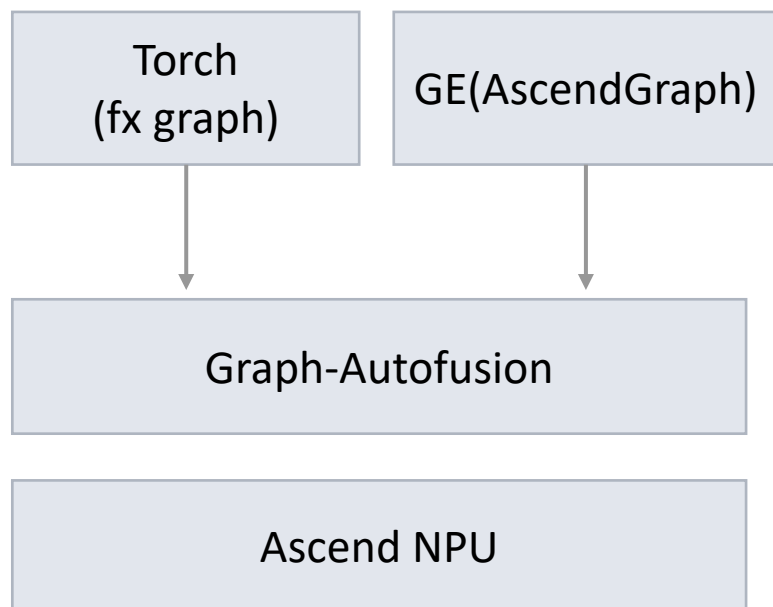 Torch
(fx graph)
GE(AscendGraph)
Graph-Autofusion
Ascend NPU